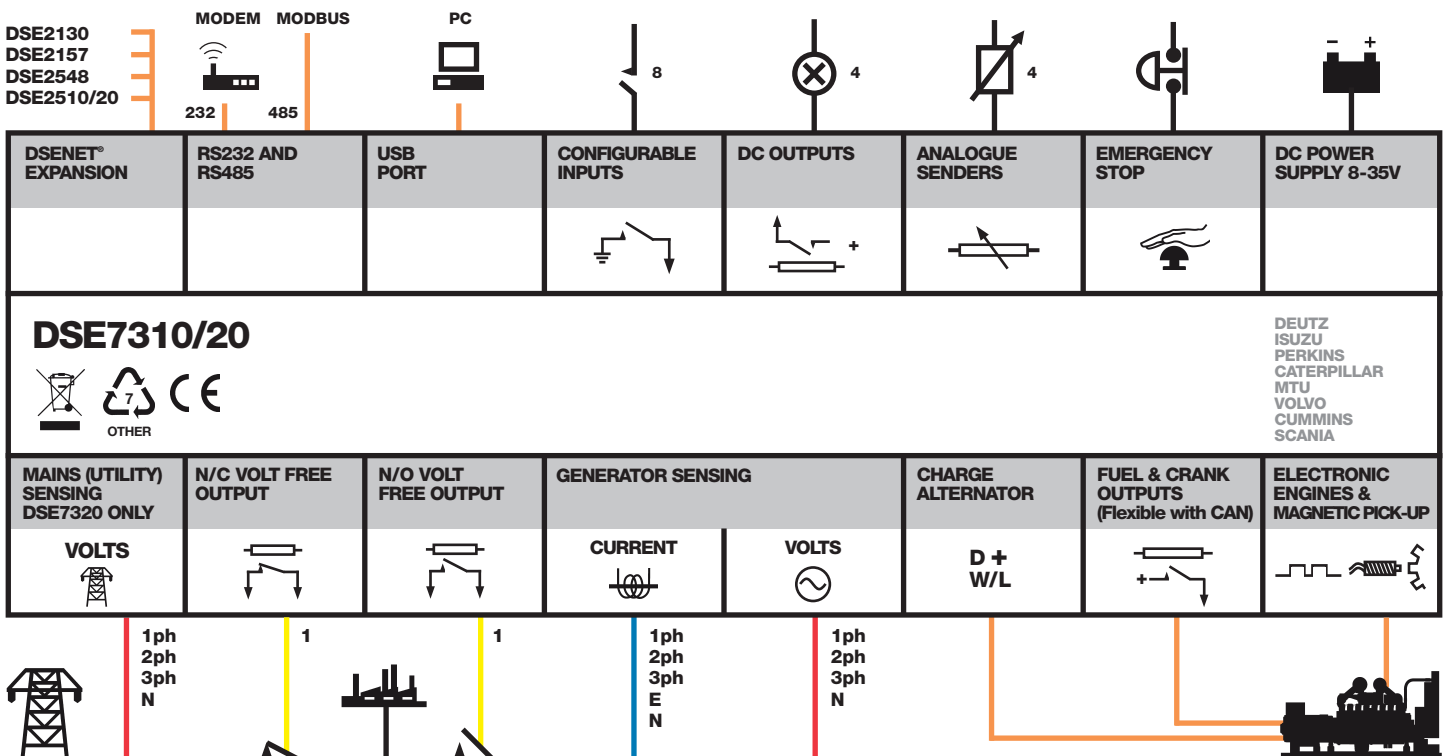 DSE2130
DSE2157
DSE2548
DSE2510/20
MODEM
MODBUS
232
485
PC
8
4
4
- +
DSENET®
EXPANSION
RS232 AND
RS485
USB
PORT
CONFIGURABLE
INPUTS
DC OUTPUTS
ANALOGUE
SENDERS
EMERGENCY
STOP
DC POWER
SUPPLY 8-35V
+
DSE7310/20
7
OTHER
CE
DEUTZ
ISUZU
PERKINS
CATERPILLAR
MTU
VOLVO
CUMMINS
SCANIA
MAINS (UTILITY)
SENSING
DSE7320 ONLY
VOLTS
N/C VOLT FREE
OUTPUT
N/O VOLT
FREE OUTPUT
GENERATOR SENSING
CURRENT
VOLTS
CHARGE
ALTERNATOR
D +
W/L
FUEL & CRANK
OUTPUTS
(Flexible with CAN)
+
ELECTRONIC
ENGINES &
MAGNETIC PICK-UP
1ph
2ph
3ph
N
1
1
1ph
2ph
3ph
E
N
1ph
2ph
3ph
N